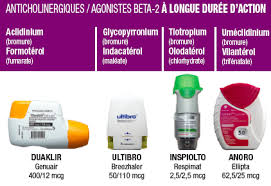 ANTICHOLINERGIQUES / AGONISTES BETA-2 À LONGUE DURÉE D'ACTION
Aclidinium
(bromure)
Formotérol
(fumarate)
Glycopyrronium
(bromure)
Indacatérol
(maléate)
Tiotropium
(bromure)
Olodatérol
(chlorhydrate)
Uméclidinium
(bromure)
Vilantérol
(trifénatate)
ultibro
DUAKLIR
Genuair
400/12 mcg
ULTIBRO
Breezhaler
50/110 mcg
INSPIOLTO
Respimat
2,5/2,5 mcg
ANORO
Ellipta
62,5/25 mcg